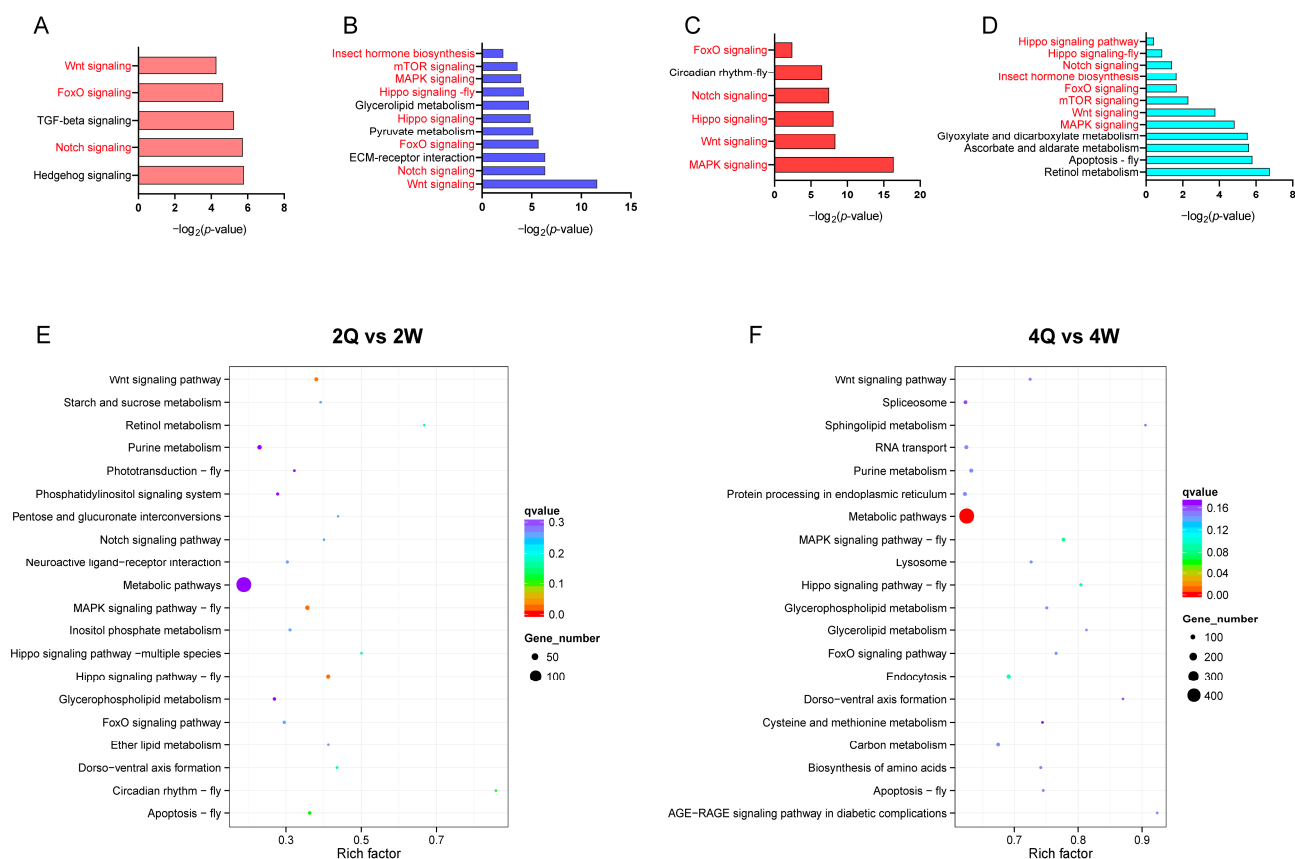 A
Wnt signaling
FoxO signaling
TGF-beta signaling
Notch signaling
Hedgehog signaling
0 2 4 6 8
−log2(p-value)
B
Insect hormone biosynthesis
mTOR signaling
MAPK signaling
Hippo signaling -fly
Glycerolipid metabolism
Hippo signaling
Pyruvate metabolism
FoxO signaling
ECM-receptor interaction
Notch signaling
Wnt signaling
0 5 10 15
−log2(p-value)
C
FoxO signaling
Circadian rhythm-fly
Notch signaling
Hippo signaling
Wnt signaling
MAPK signaling
0 5 10 15 20
−log2(p-value)
D
Hippo signaling pathway
Hippo signaling-fly
Notch signaling
Insect hormone biosynthesis
FoxO signaling
mTOR signaling
Wnt signaling
MAPK signaling
Glyoxylate and dicarboxylate metabolism
Ascorbate and aldarate metabolism
Apoptosis - fly
Retinol metabolism
0 2 4 6 8
−log2(p-value)
E
2Q vs 2W
Wnt signaling pathway
Starch and sucrose metabolism
Retinol metabolism
Purine metabolism
Phototransduction − fly
Phosphatidylinositol signaling system
Pentose and glucuronate interconversions
Notch signaling pathway
Neuroactive ligand−receptor interaction
Metabolic pathways
MAPK signaling pathway − fly
Inositol phosphate metabolism
Hippo signaling pathway −multiple species
Hippo signaling pathway − fly
Glycerophospholipid metabolism
FoxO signaling pathway
Ether lipid metabolism
Dorso−ventral axis formation
Circadian rhythm − fly
Apoptosis − fly
0.3 0.5 0.7
Rich factor
qvalue
0.3
0.2
0.1
0.0
Gene_number
50
100
F
4Q vs 4W
Wnt signaling pathway
Spliceosome
Sphingolipid metabolism
RNA transport
Purine metabolism
Protein processing in endoplasmic reticulum
Metabolic pathways
MAPK signaling pathway − fly
Lysosome
Hippo signaling pathway − fly
Glycerophospholipid metabolism
Glycerolipid metabolism
FoxO signaling pathway
Endocytosis
Dorso−ventral axis formation
Cysteine and methionine metabolism
Carbon metabolism
Biosynthesis of amino acids
Apoptosis − fly
AGE−RAGE signaling pathway in diabetic complications
0.7 0.8 0.9
Rich factor
qvalue
0.16
0.12
0.08
0.04
0.00
Gene_number
100
200
300
400